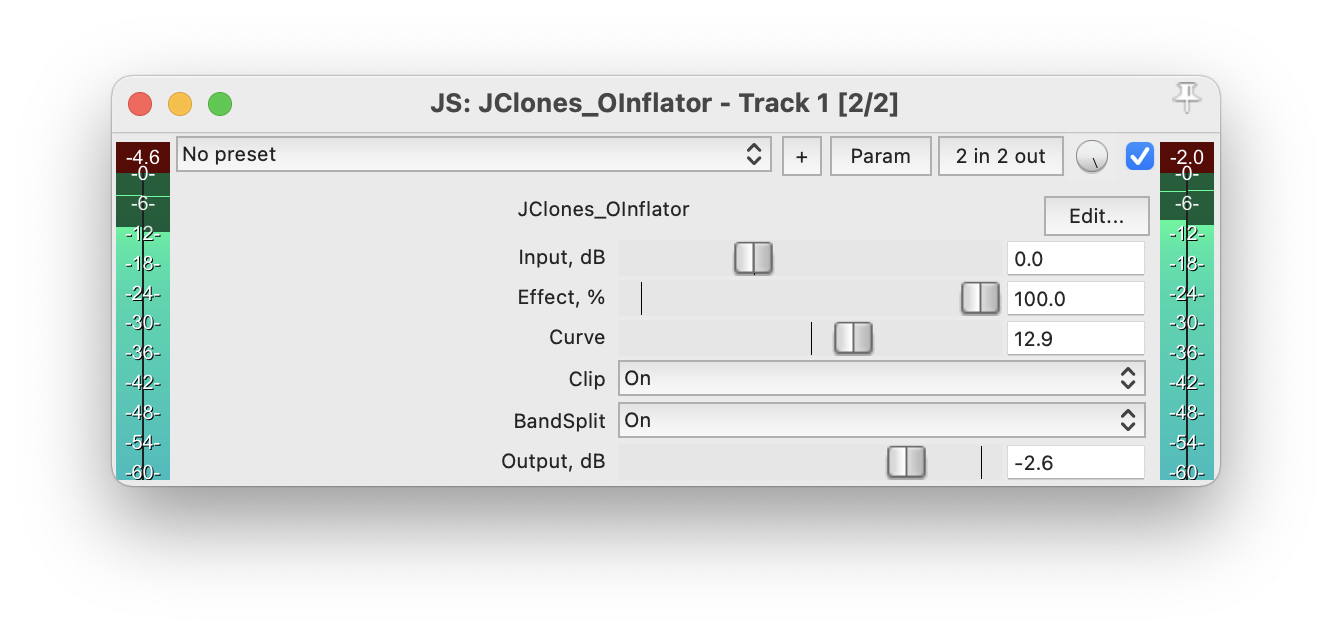 JS: JClones_OInflator - Track 1 [2/2]
-4.6 No preset + Param 2 in 2 out -2.0
-0- -0-
JClones_OInflator Edit...
-6- -6-
-12- -12-
Input, dB 0.0
-18- -18-
Effect, % 100.0
-24- -24-
-30- -30-
Curve 12.9
-36- -36-
Clip On
-42- -42-
-48- -48-
BandSplit On
-54- -54-
Output, dB -2.6
-60- -60-